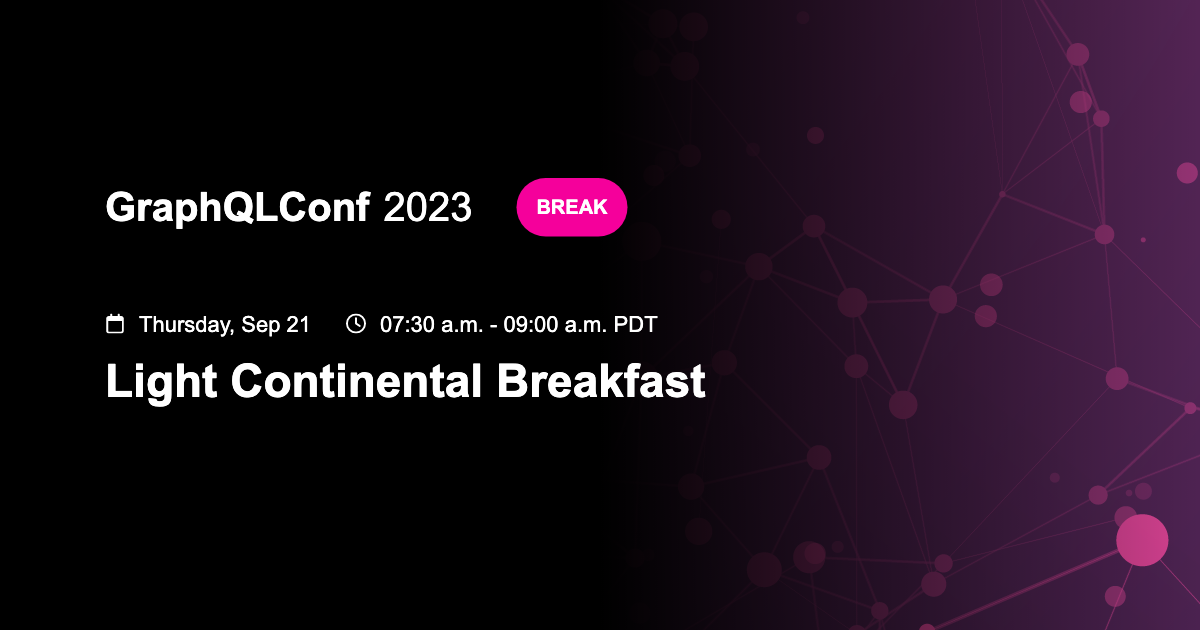 GraphQLConf 2023 BREAK
Thursday, Sep 21 07:30 a.m. - 09:00 a.m. PDT
Light Continental Breakfast